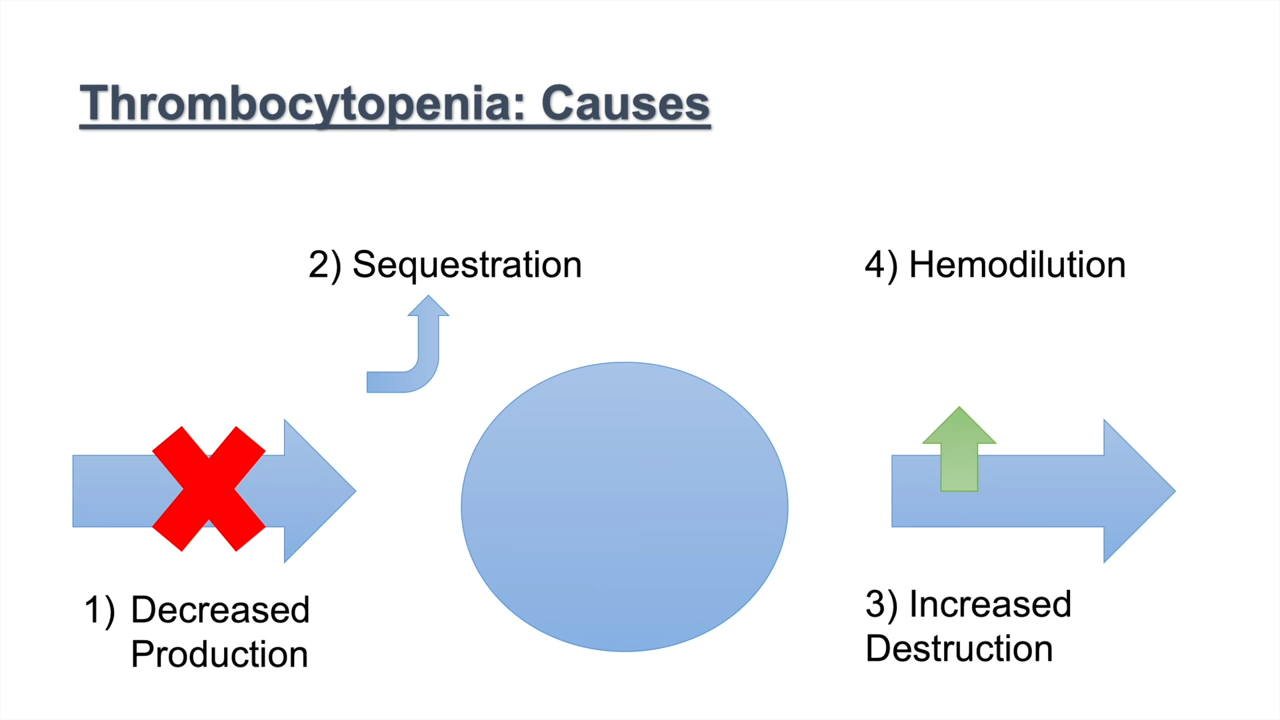 Thrombocytopenia: Causes
2) Sequestration
4) Hemodilution
1) Decreased
Production
3) Increased
Destruction